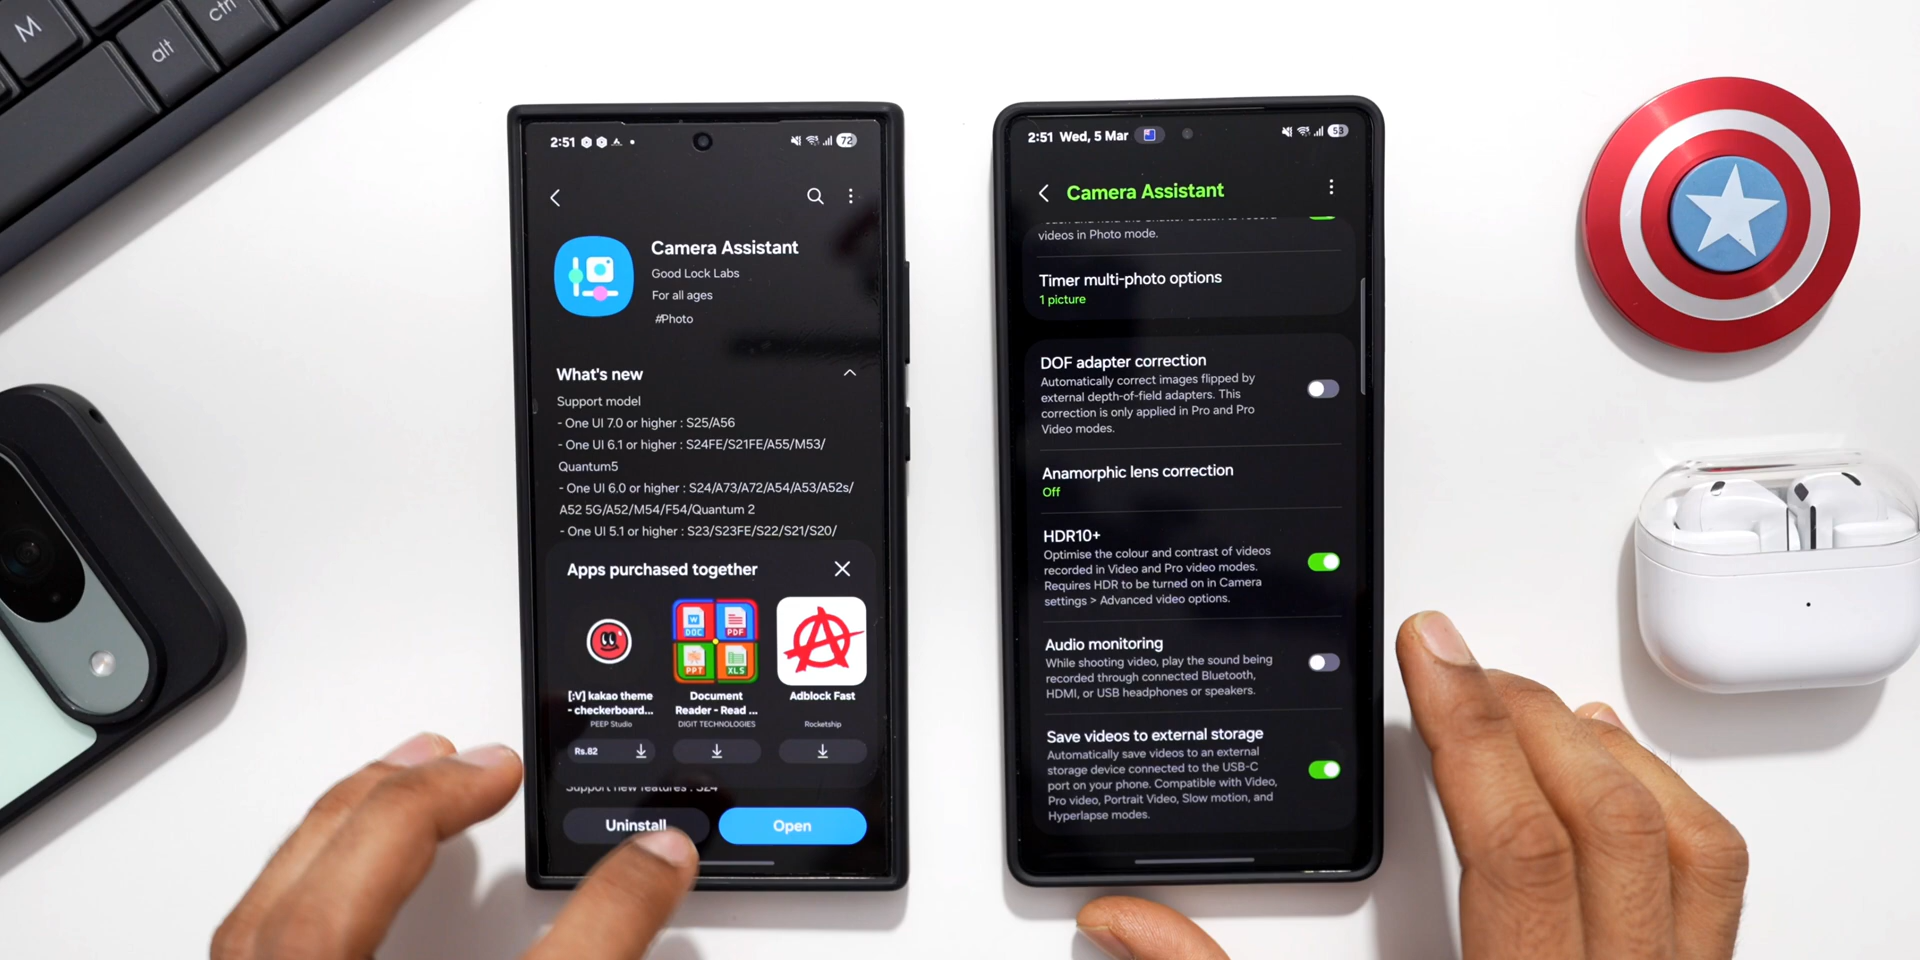 M
alt
ctrl
2:51
72
Camera Assistant
Good Lock Labs
For all ages
#Photo
What's new
Support model
- One UI 7.0 or higher : S25/A56
- One UI 6.1 or higher : S24FE/S21FE/A55/M53/
Quantum5
- One UI 6.0 or higher : S24/A73/A72/A54/A53/A52s/
A52 5G/A52/M54/F54/Quantum 2
- One UI 5.1 or higher : S23/S23FE/S22/S21/S20/
Apps purchased together
[:V] kakao theme
- checkerboard...
PEEP Studio
Rs.82
DOC
PDF
PPT
XLS
Document
Reader - Read ...
DIGIT TECHNOLOGIES
Adblock Fast
Rocketship
Support new features : S24
Uninstall
Open
2:51 Wed, 5 Mar
53
Camera Assistant
videos in Photo mode.
Timer multi-photo options
1 picture
DOF adapter correction
Automatically correct images flipped by
external depth-of-field adapters. This
correction is only applied in Pro and Pro
Video modes.
Anamorphic lens correction
Off
HDR10+
Optimise the colour and contrast of videos
recorded in Video and Pro video modes.
Requires HDR to be turned on in Camera
settings > Advanced video options.
Audio monitoring
While shooting video, play the sound being
recorded through connected Bluetooth,
HDMI, or USB headphones or speakers.
Save videos to external storage
Automatically save videos to an external
storage device connected to the USB-C
port on your phone. Compatible with Video,
Pro video, Portrait Video, Slow motion, and
Hyperlapse modes.